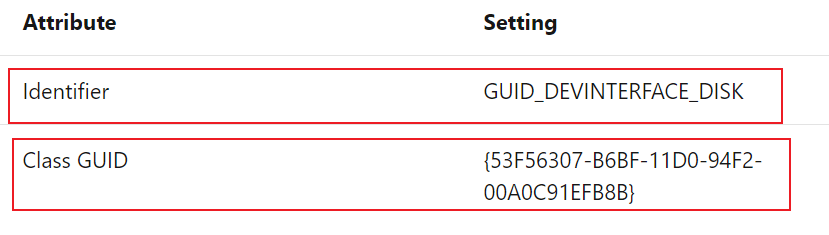 Attribute Setting
Identifier GUID_DEVINTERFACE_DISK
Class GUID {53F56307-B6BF-11D0-94F2-
00A0C91EFB8B}